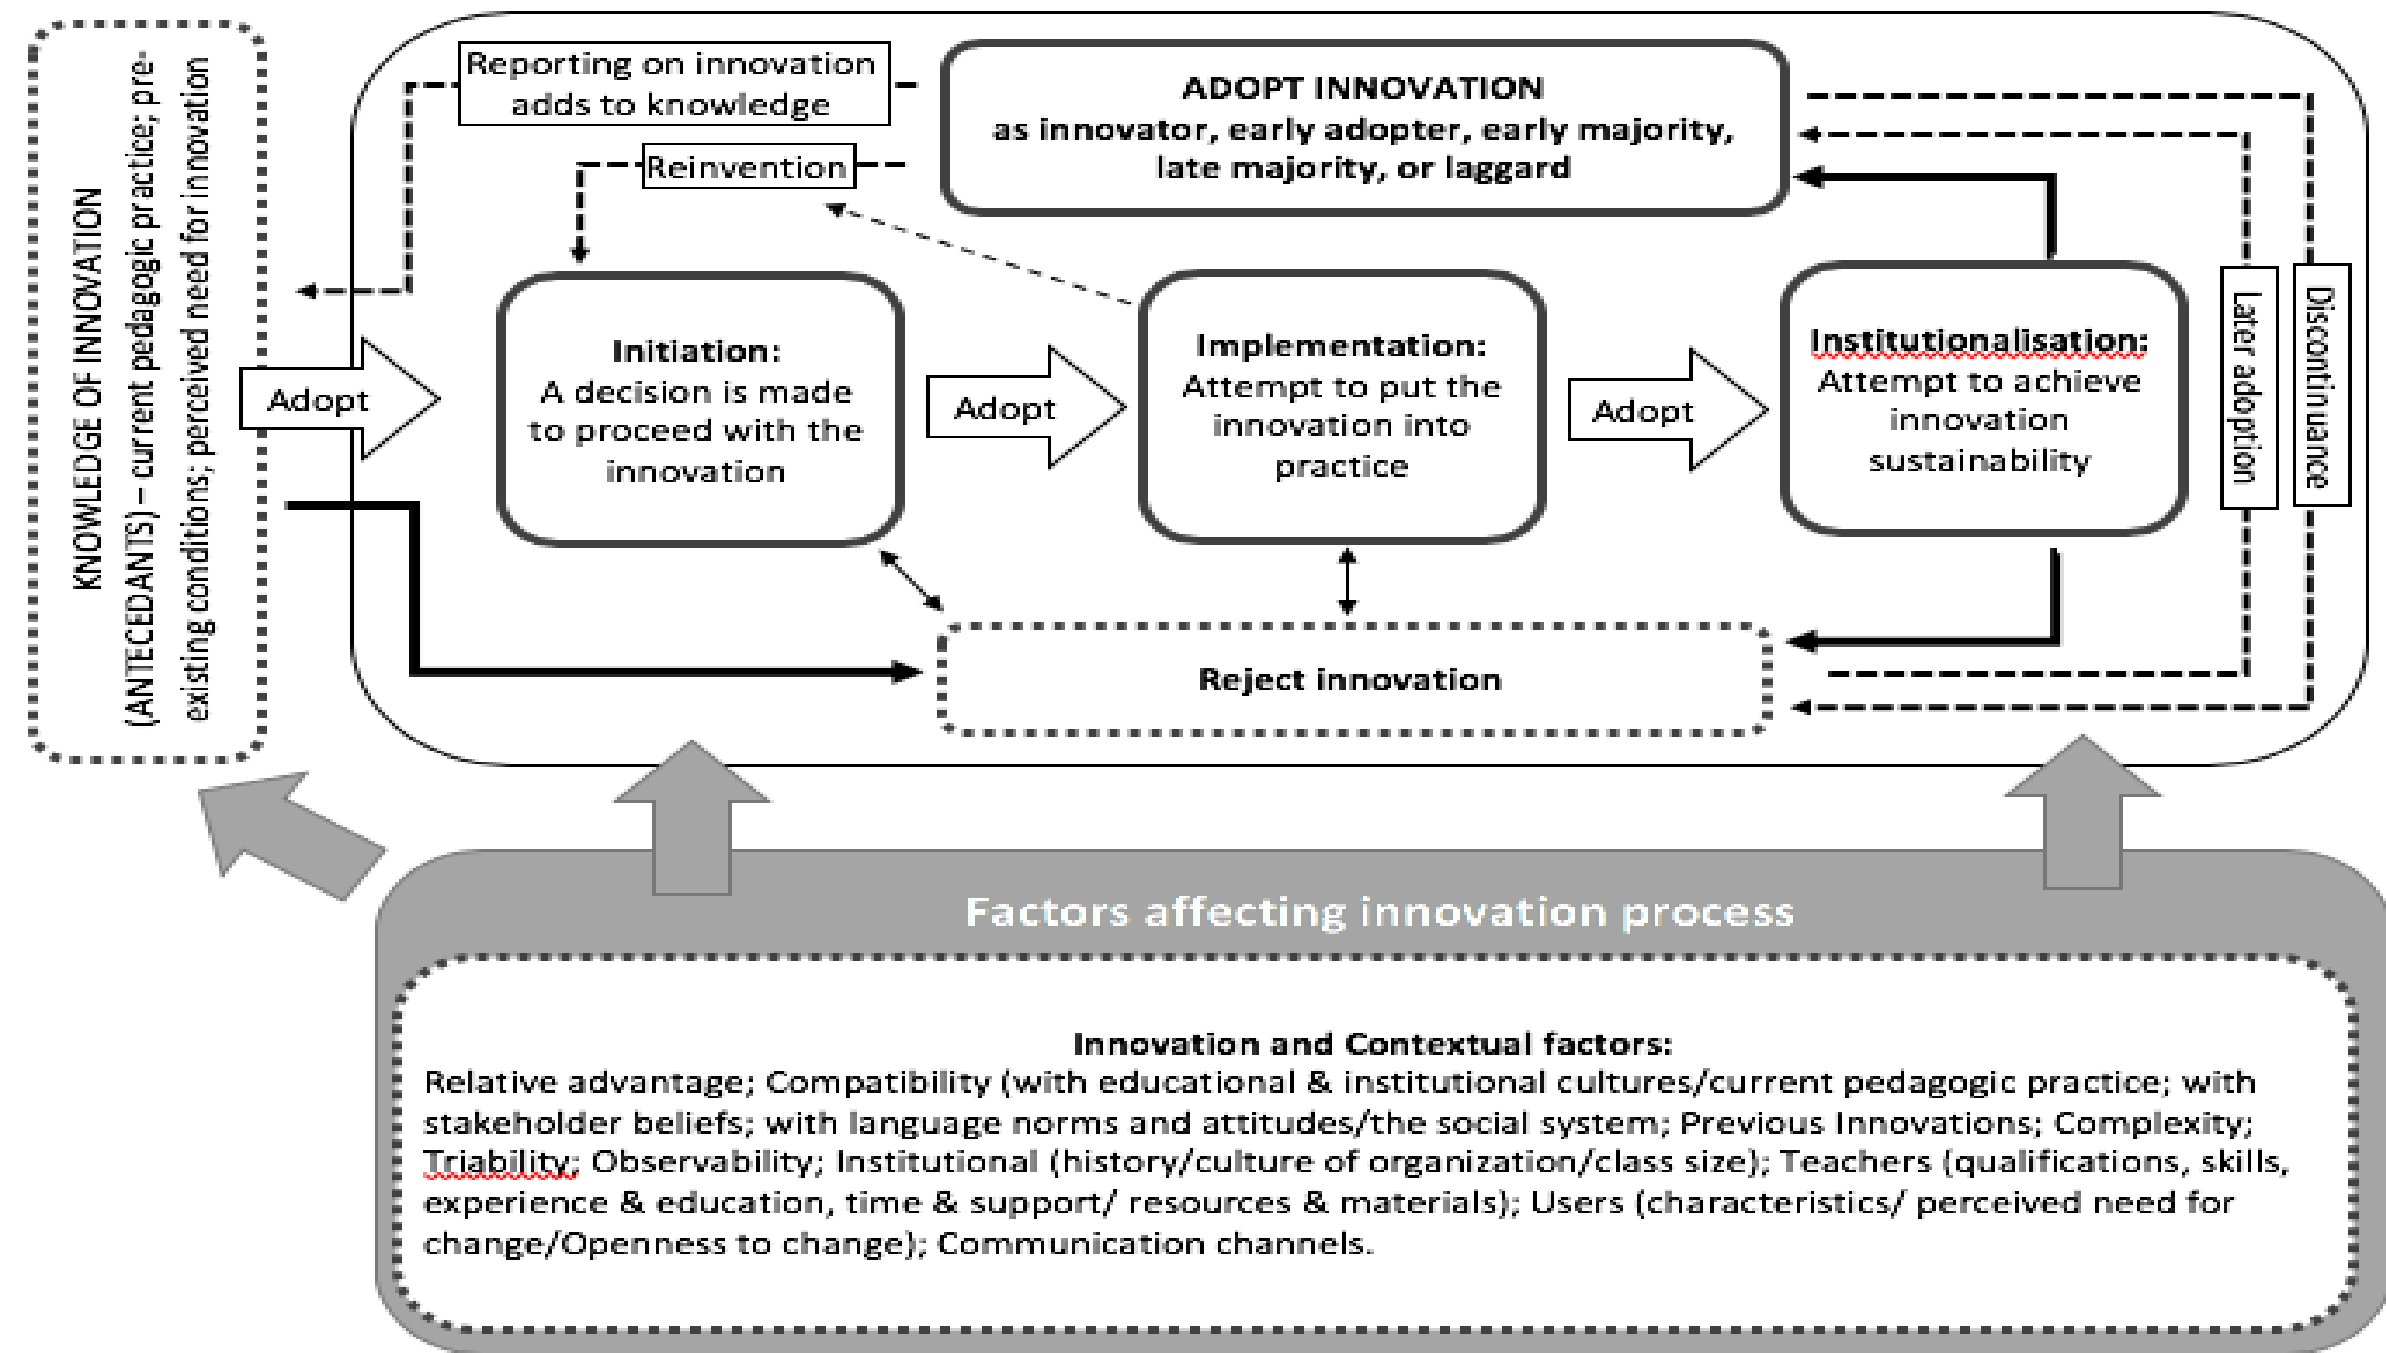 KNOWLEDGE OF INNOVATION
(ANTECEDANTS) – current pedagogic practice; pre-
existing conditions; perceived need for innovation
Reporting on innovation
adds to knowledge
Reinvention
ADOPT INNOVATION
as innovator, early adopter, early majority,
late majority, or laggard
Adopt
Initiation:
A decision is made
to proceed with the
innovation
Adopt
Implementation:
Attempt to put the
innovation into
practice
Adopt
Institutionalisation:
Attempt to achieve
innovation
sustainability
Later adoption
Discontinuance
Reject innovation
Factors affecting innovation process
Innovation and Contextual factors:
Relative advantage; Compatibility (with educational & institutional cultures/current pedagogic practice; with
stakeholder beliefs; with language norms and attitudes/the social system; Previous Innovations; Complexity;
Triability; Observability; Institutional (history/culture of organization/class size); Teachers (qualifications, skills,
experience & education, time & support/ resources & materials); Users (characteristics/ perceived need for
change/Openness to change); Communication channels.